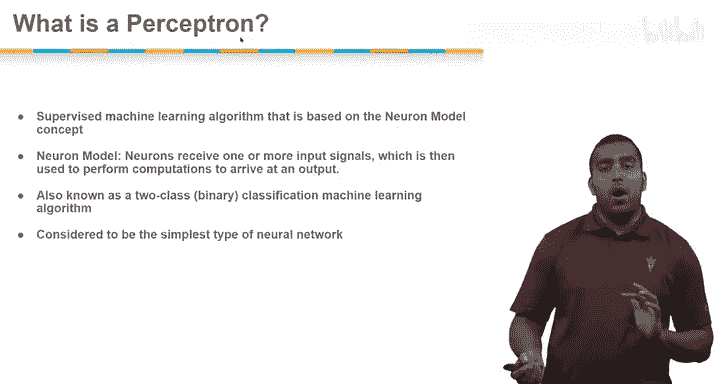 What is a Perceptron?
● Supervised machine learning algorithm that is based on the Neuron Model
concept
● Neuron Model: Neurons receive one or more input signals, which is then
used to perform computations to arrive at an output.
● Also known as a two-class (binary) classification machine learning
algorithm
● Considered to be the simplest type of neural network